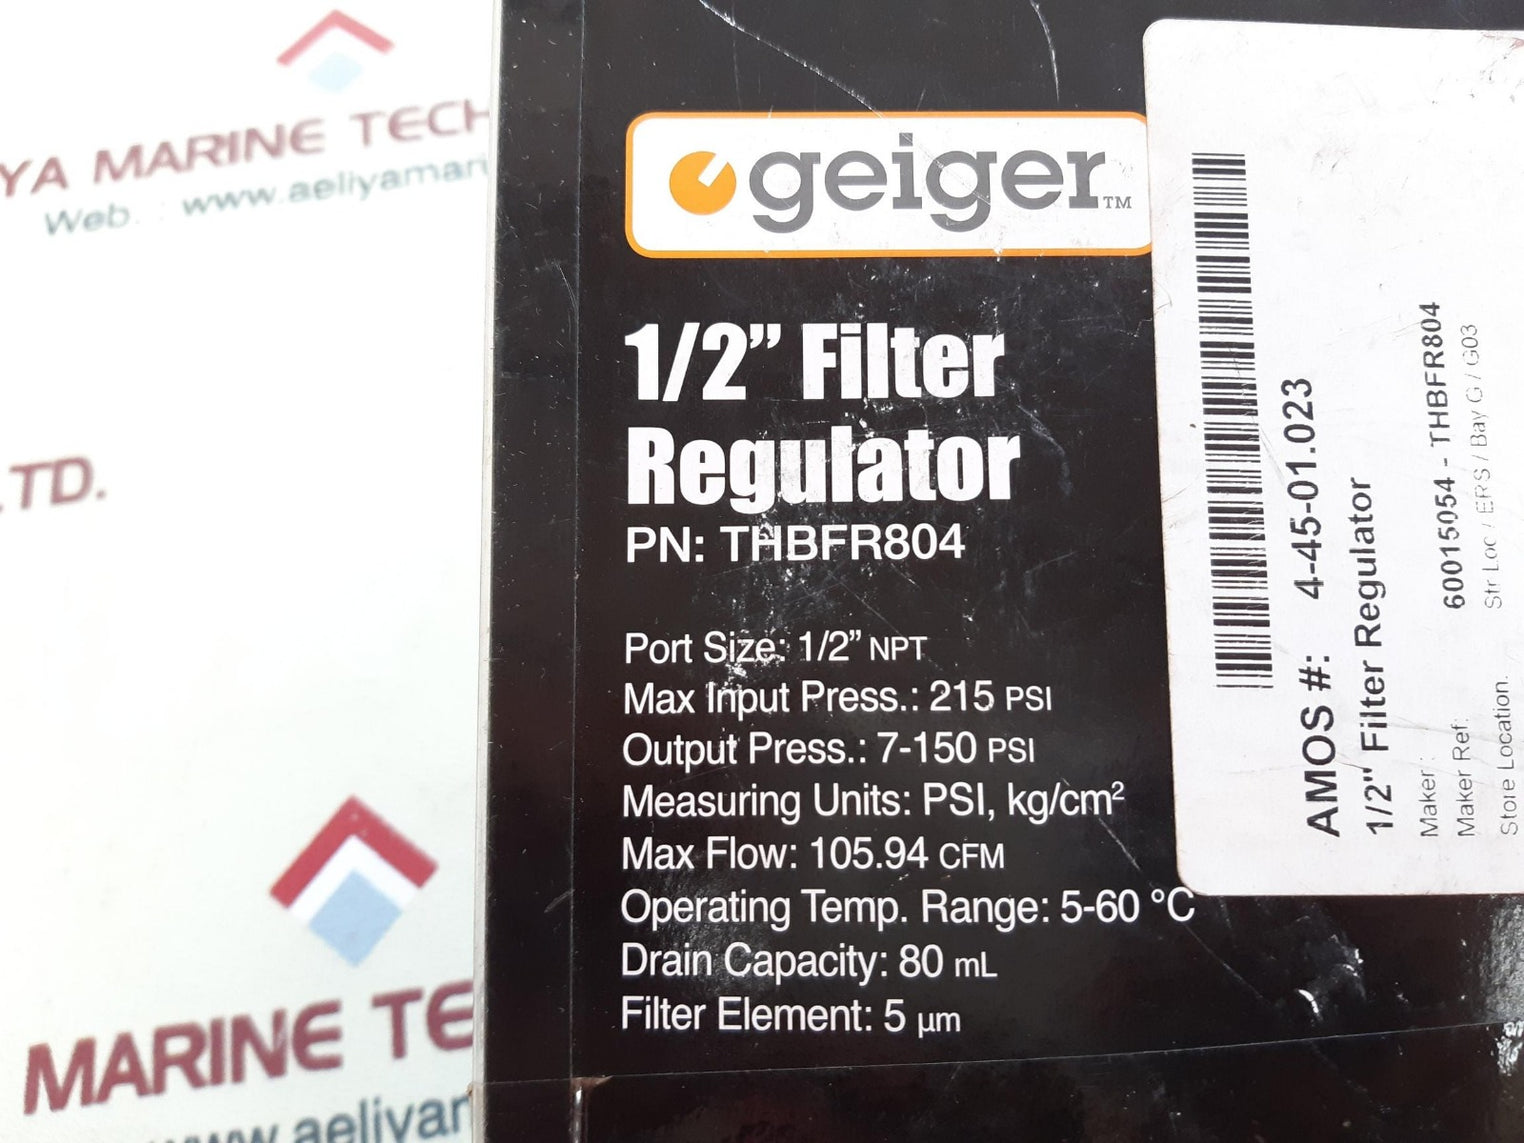 YA MARINE TECH
Web. : www.aeliyamari
LTD.
MARINE TE
www.aeliyar
geiger™
1/2” Filter
Regulator
PN: THBFR804
Port Size: 1/2” NPT
Max Input Press.: 215 PSI
Output Press.: 7-150 PSI
Measuring Units: PSI, kg/cm²
Max Flow: 105.94 CFM
Operating Temp. Range: 5-60 °C
Drain Capacity: 80 mL
Filter Element: 5 µm
AMOS #: 4-45-01.023
1/2" Filter Regulator
Maker :
Maker Ref: 60015054 - THBFR804
Store Location. Str Loc / ERS / Bay G / G03